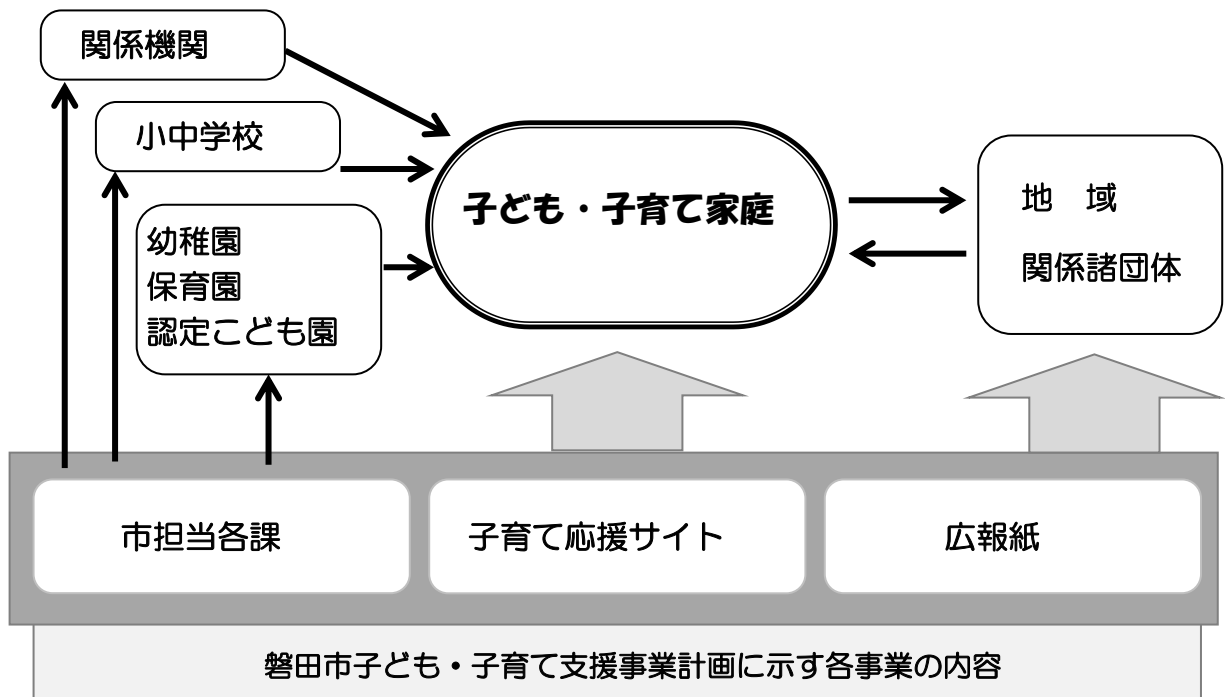 関係機関
小中学校
幼稚園
保育園
認定こども園
子ども・子育て家庭
地　域
関係諸団体
市担当各課
子育て応援サイト
広報紙
磐田市子ども・子育て支援事業計画に示す各事業の内容